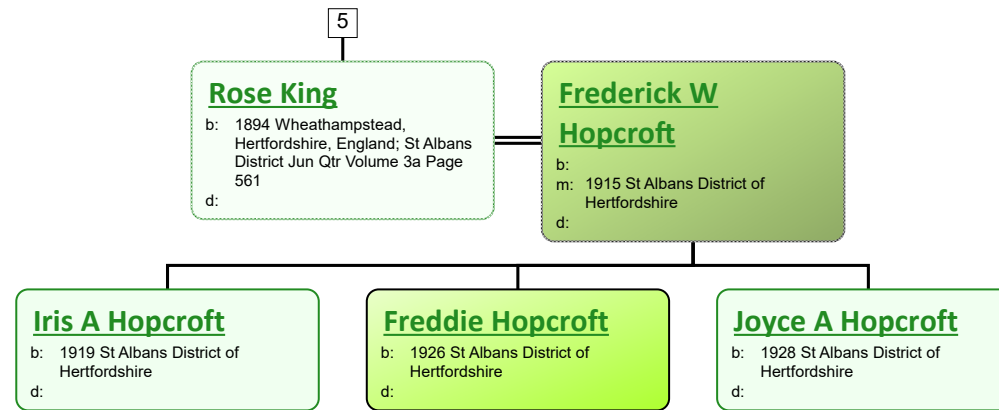 5
Rose King
b: 1894 Wheathampstead,
Hertfordshire, England; St Albans
District Jun Qtr Volume 3a Page
561
d:
Frederick W
Hopcroft
b:
m: 1915 St Albans District of
Hertfordshire
d:
Iris A Hopcroft
b: 1919 St Albans District of
Hertfordshire
d:
Freddie Hopcroft
b: 1926 St Albans District of
Hertfordshire
d:
Joyce A Hopcroft
b: 1928 St Albans District of
Hertfordshire
d: